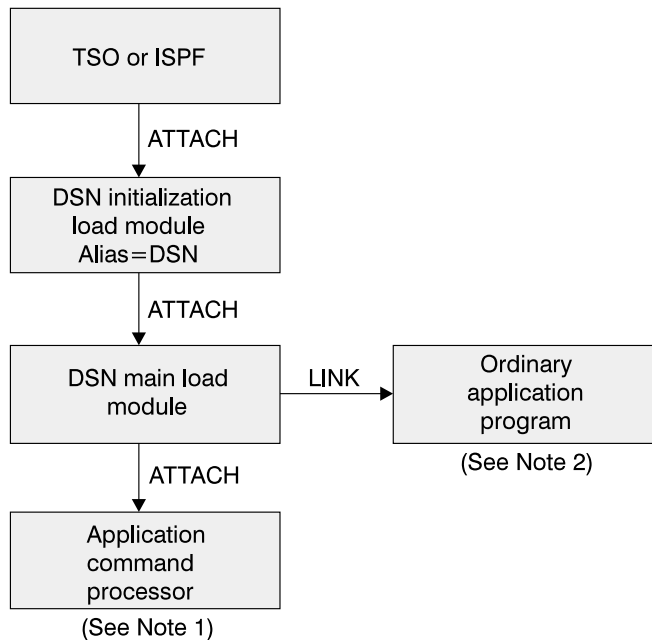 TSO or ISPF
ATTACH
DSN initialization
load module
Alias=DSN
ATTACH
DSN main load
module
LINK
Ordinary
application
program
(See Note 2)
ATTACH
Application
command
processor
(See Note 1)